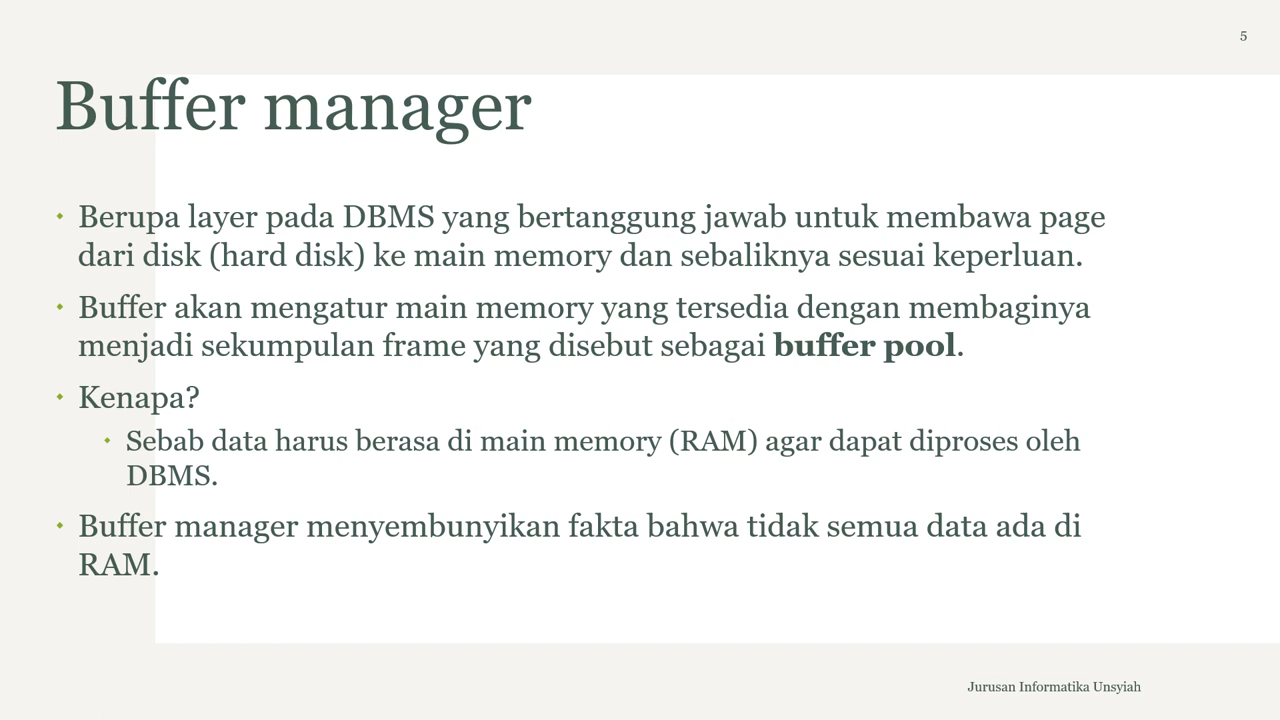 5
Buffer manager
Berupa layer pada DBMS yang bertanggung jawab untuk membawa page
dari disk (hard disk) ke main memory dan sebaliknya sesuai keperluan.
Buffer akan mengatur main memory yang tersedia dengan membaginya
menjadi sekumpulan frame yang disebut sebagai buffer pool.
Kenapa?
Sebab data harus berasa di main memory (RAM) agar dapat diproses oleh
DBMS.
Buffer manager menyembunyikan fakta bahwa tidak semua data ada di
RAM.
Jurusan Informatika Unsyiah